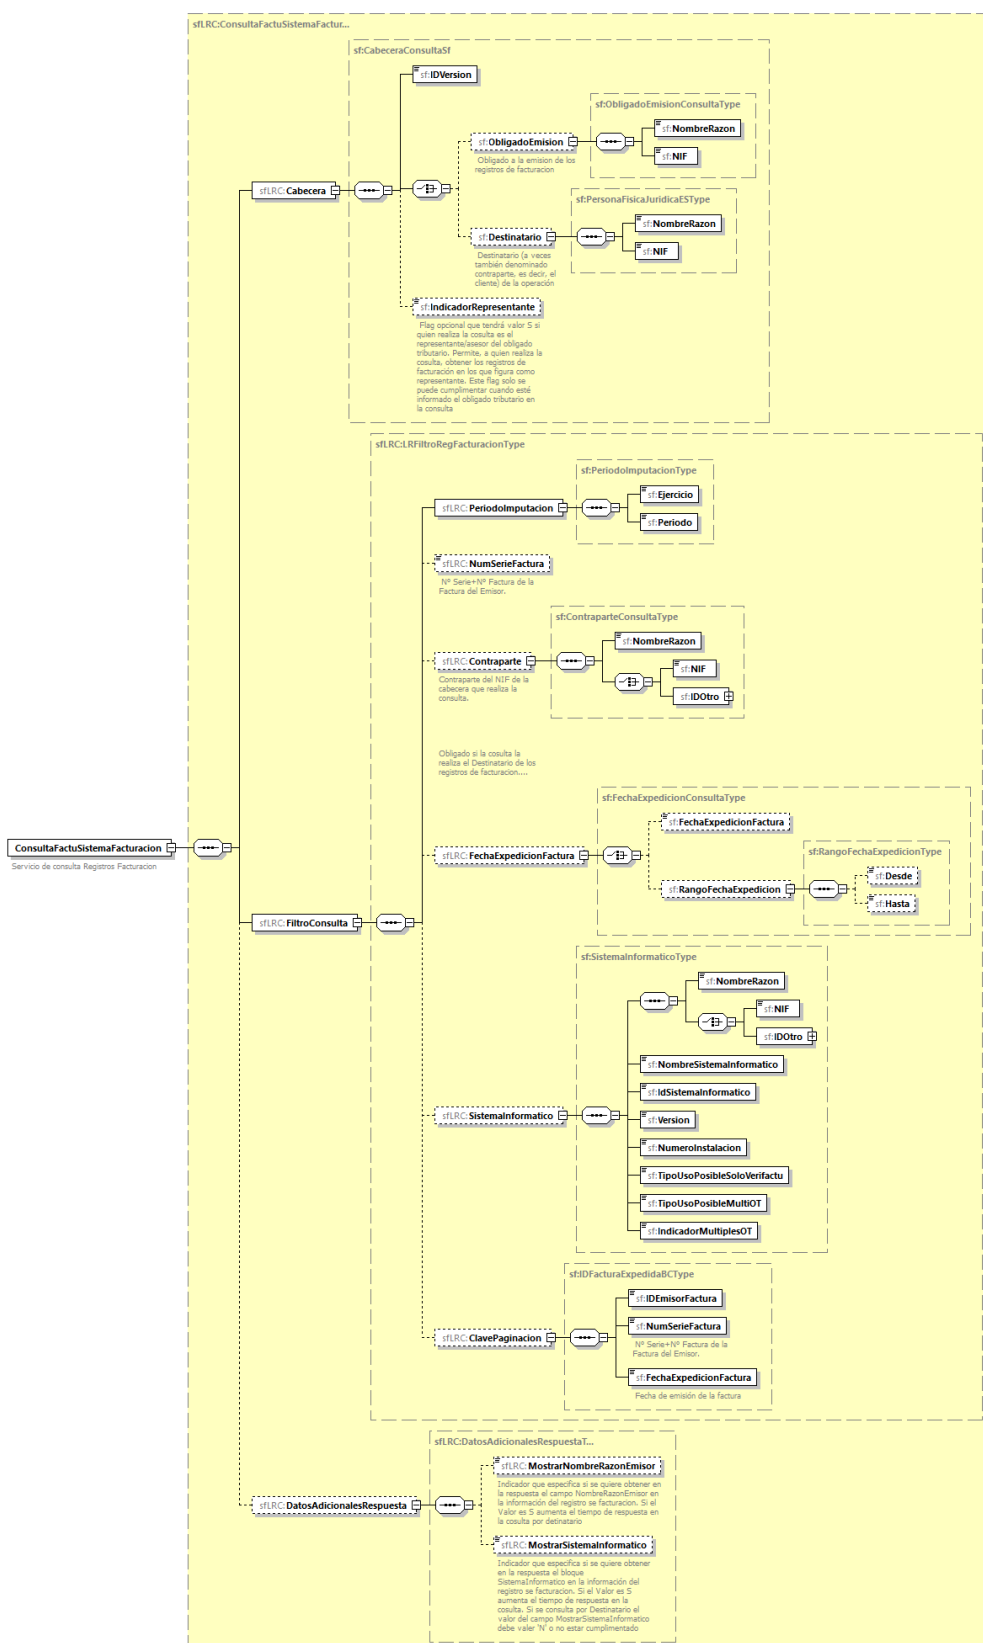 sfLRC:ConsultaFactuSistemaFactur...
sf:CabeceraConsultaSf
sf:IDVersion
sf:ObligadoEmisionConsultaType
sf:NombreRazon
sf:ObligadoEmision
sf:NIF
Obligado a la emision de los
registros de facturacion
sfLRC:Cabecera
sf:PersonaFisicaJuridicaESType
sf:NombreRazon
sf:Destinatario
sf:NIF
Destinatario (a veces
también denominado
contraparte, es decir, el
cliente) de la operación
sf:IndicadorRepresentante
Flag opcional que tendrá valor S si
quien realiza la cosulta es el
representante/asesor del obligado
tributario. Permite, a quien realiza la
cosulta, obtener los registros de
facturación en los que figura como
representante. Este flag solo se
puede cumplimentar cuando esté
informado el obligado tributario en
la consulta
sfLRC:LRFiltroRegFacturacionType
sf:PeriodoImputacionType
sf:Ejercicio
sfLRC:PeriodoImputacion
sf:Periodo
sfLRC:NumSerieFactura
Nº Serie+Nº Factura de la
Factura del Emisor.
sf:ContraparteConsultaType
sf:NombreRazon
sfLRC:Contraparte
sf:NIF
Contraparte del NIF de la
cabecera que realiza la
consulta.
sf:IDOtro
Obligado si la cosulta la
realiza el Destinatario de los
registros de facturacion....
sf:FechaExpedicionConsultaType
sf:FechaExpedicionFactura
ConsultaFactuSistemaFacturacion
Servicio de consulta Registros Facturacion
sfLRC:FechaExpedicionFactura
sf:RangoFechaExpedicionType
sf:Desde
sf:RangoFechaExpedicion
sf:Hasta
sfLRC:FiltroConsulta
sf:SistemaInformaticoType
sf:NombreRazon
sf:NIF
sf:IDOtro
sf:NombreSistemaInformatico
sf:IdSistemaInformatico
sfLRC:SistemaInformatico
sf:Version
sf:NumeroInstalacion
sf:TipoUsoPosibleSoloVerifactu
sf:TipoUsoPosibleMultiOT
sf:IndicadorMultiplesOT
sf:IDFacturaExpedidaBCType
sf:IDEmisorFactura
sf:NumSerieFactura
sfLRC:ClavePaginacion
Nº Serie+Nº Factura de la
Factura del Emisor.
sf:FechaExpedicionFactura
Fecha de emisión de la factura
sfLRC:DatosAdicionalesRespuestaT...
sfLRC:MostrarNombreRazonEmisor
Indicador que especifica si se quiere obtener en
la respuesta el campo NombreRazonEmisor en
la información del registro se facturacion. Si el
Valor es S aumenta el tiempo de respuesta en
la cosulta por detinatario
sfLRC:DatosAdicionalesRespuesta
sfLRC:MostrarSistemaInformatico
Indicador que especifica si se quiere obtener
en la respuesta el bloque
SistemaInformatico en la información del
registro se facturacion. Si el Valor es S
aumenta el tiempo de respuesta en la
cosulta. Si se consulta por Destinatario el
valor del campo MostrarSistemaInformatico
debe valer 'N' o no estar cumplimentado